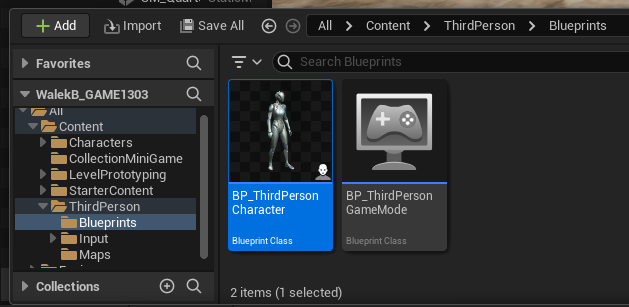 Add
Import
Save All
All > Content > ThirdPerson > Blueprints >
Favorites
Search Blueprints
WalekB_GAME1303
All
Content
Characters
CollectionMiniGame
LevelPrototyping
StarterContent
ThirdPerson
Blueprints
Input
Maps
BP_ThirdPerson
Character
Blueprint Class
BP_ThirdPerson
GameMode
Blueprint Class
Collections
2 items (1 selected)